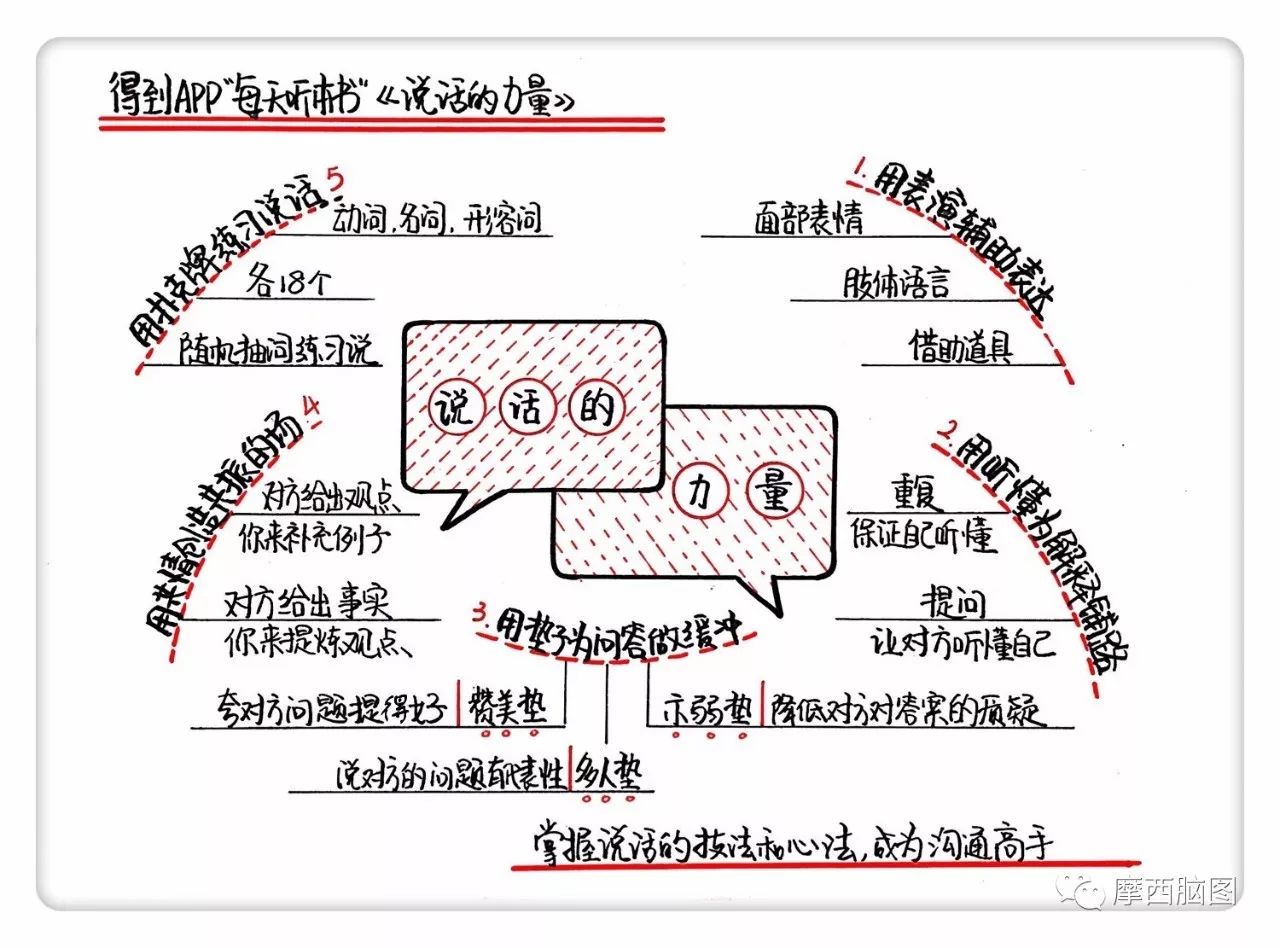 得到APP"每天听本书"《说话的力量》
说话的
力量
1. 用表演辅助表达
面部表情
肢体语言
借助道具
2. 用听懂为解释铺路
重复
保证自己听懂
提问
让对方听懂自己
3. 用垫子为问答做缓冲
夸对方问题提得好 赞美垫
说对方的问题有代表性 多人垫
示弱垫 降低对方对答案的质疑
4 用共情创造共振的场
对方给出观点
你来补充例子
对方给出事实
你来提炼观点、
5 用扑克牌练习说话
动词,名词,形容词
各18个
随机抽词练习说
掌握说话的技法和心法,成为沟通高手
摩西脑图